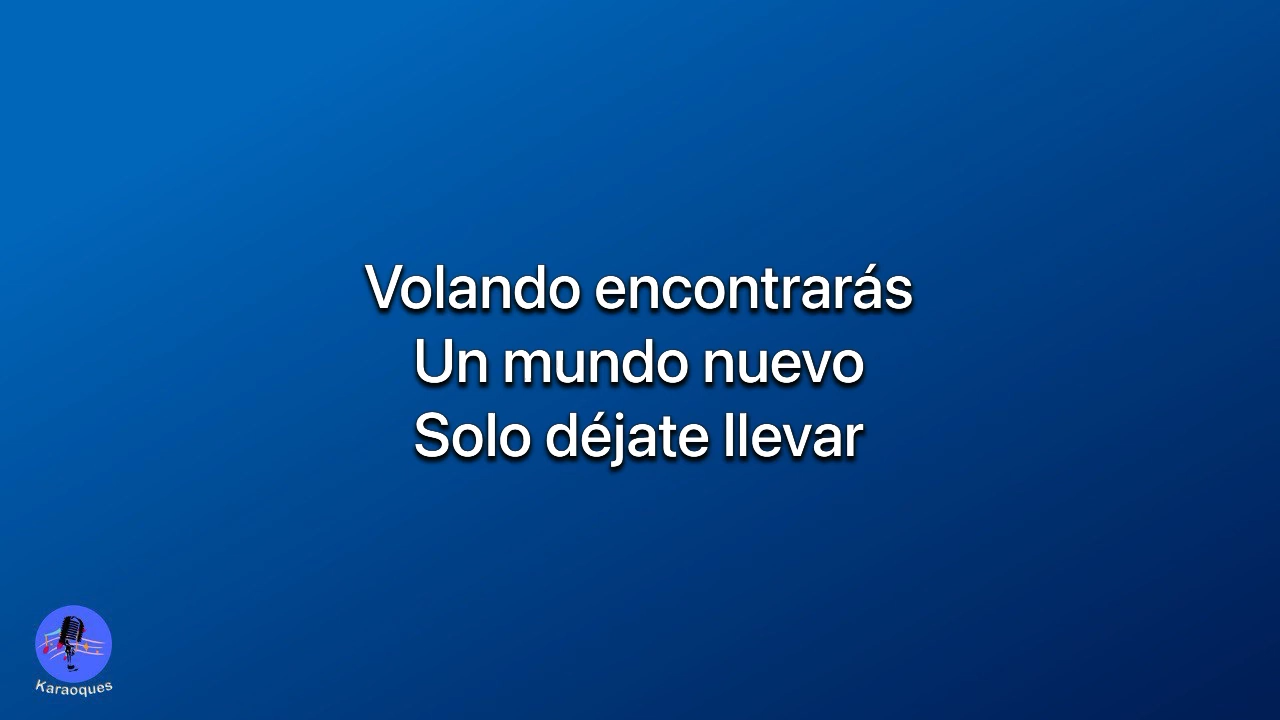 Volando encontrarás
Un mundo nuevo
Solo déjate llevar
Karaoques